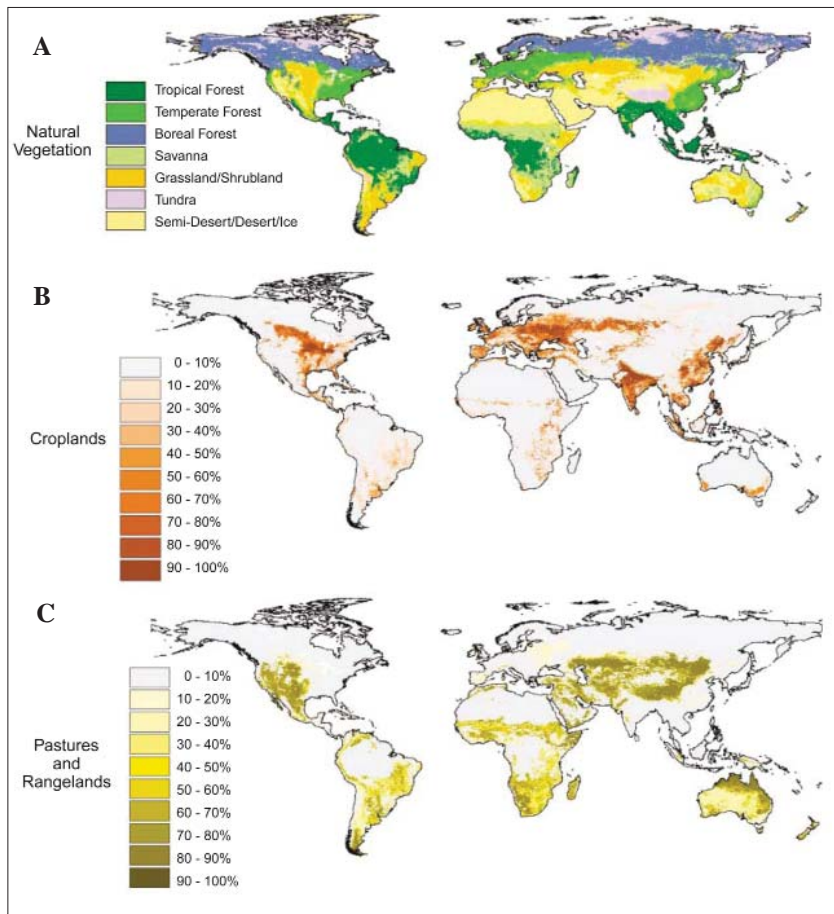 A
Natural
Vegetation
Tropical Forest
Temperate Forest
Boreal Forest
Savanna
Grassland/Shrubland
Tundra
Semi-Desert/Desert/Ice
B
Croplands
0 - 10%
10 - 20%
20 - 30%
30 - 40%
40 - 50%
50 - 60%
60 - 70%
70 - 80%
80 - 90%
90 - 100%
C
Pastures
and
Rangelands
0 - 10%
10 - 20%
20 - 30%
30 - 40%
40 - 50%
50 - 60%
60 - 70%
70 - 80%
80 - 90%
90 - 100%